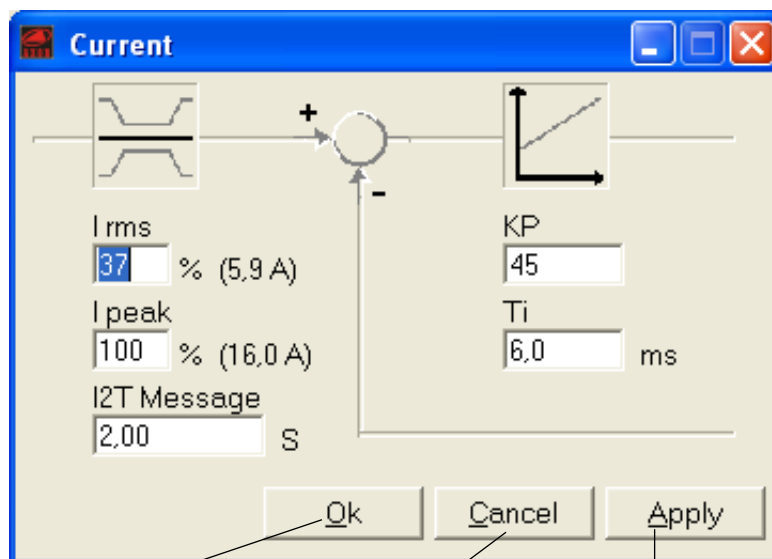 Current
+
-
I rms
37 % (5,9 A)
I peak
100 % (16,0 A)
I2T Message
2,00 S
KP
45
Ti
6,0 ms
Ok Cancel Apply